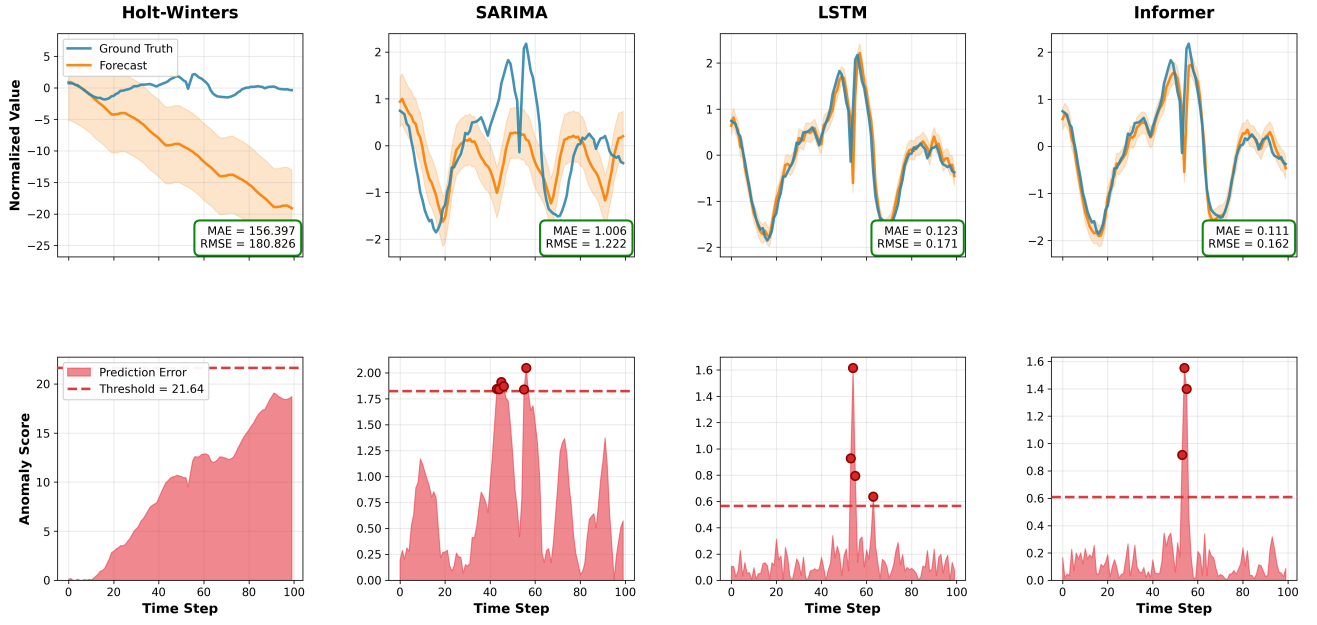 Holt-Winters
SARIMA
LSTM
Informer
Normalized Value
5
0
−5
−10
−15
−20
−25
Ground Truth
Forecast
MAE = 156.397
RMSE = 180.826
2
1
0
−1
−2
MAE = 1.006
RMSE = 1.222
2
1
0
−1
−2
MAE = 0.123
RMSE = 0.171
2
1
0
−1
−2
MAE = 0.111
RMSE = 0.162
Anomaly Score
20
15
10
5
0
Prediction Error
Threshold = 21.64
0 20 40 60 80 100
Time Step
2.00
1.75
1.50
1.25
1.00
0.75
0.50
0.25
0.00
0 20 40 60 80 100
Time Step
1.6
1.4
1.2
1.0
0.8
0.6
0.4
0.2
0.0
0 20 40 60 80 100
Time Step
1.6
1.4
1.2
1.0
0.8
0.6
0.4
0.2
0.0
0 20 40 60 80 100
Time Step